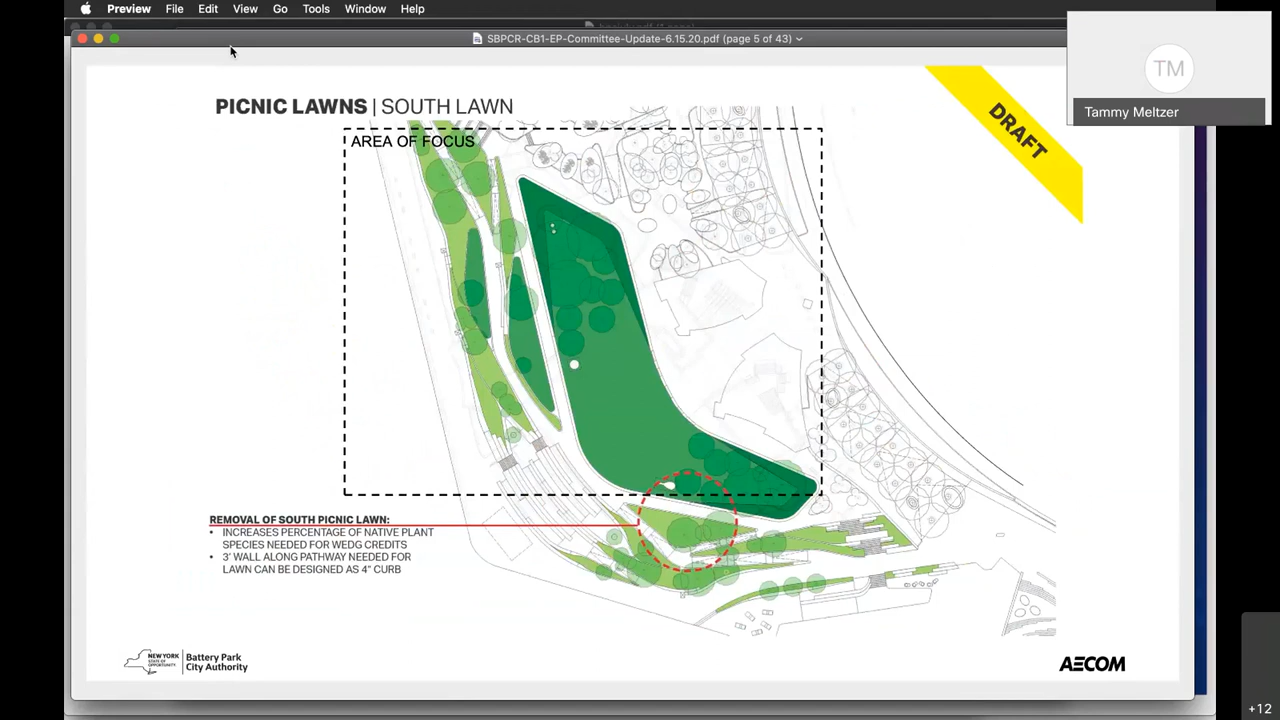 Preview File Edit View Go Tools Window Help
SBPCR-CB1-EP-Committee-Update-6.15.20.pdf (page 5 of 43)
TM
Tammy Meltzer
PICNIC LAWNS | SOUTH LAWN
DRAFT
AREA OF FOCUS
REMOVAL OF SOUTH PICNIC LAWN:
• INCREASES PERCENTAGE OF NATIVE PLANT
SPECIES NEEDED FOR WEDG CREDITS
• 3' WALL ALONG PATHWAY NEEDED FOR
LAWN CAN BE DESIGNED AS 4" CURB
NEW YORK
STATE OF
OPPORTUNITY
Battery Park
City Authority
AECOM
+12